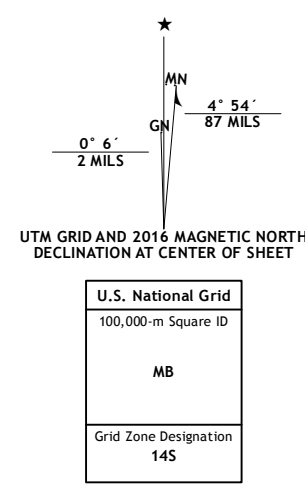 ★
MN
GN
4° 54´
87 MILS
0° 6´
2 MILS
UTM GRID AND 2016 MAGNETIC NORTH
DECLINATION AT CENTER OF SHEET
U.S. National Grid
100,000-m Square ID
MB
Grid Zone Designation
14S